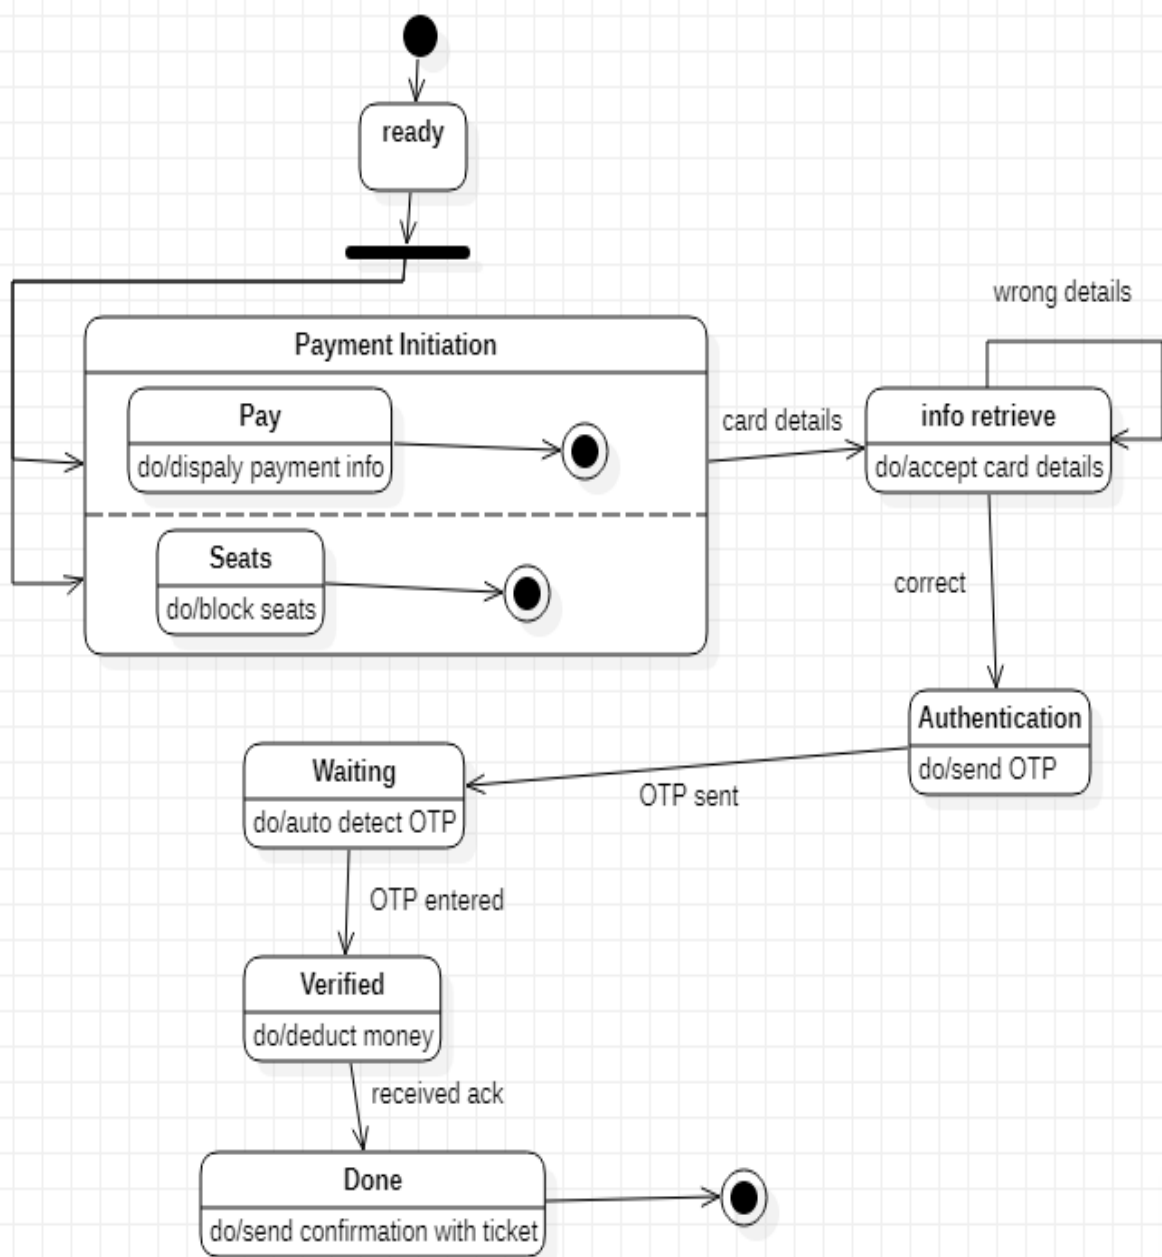 ready
wrong details
Payment Initiation
Pay
do/dispaly payment info
card details
info retrieve
do/accept card details
Seats
do/block seats
correct
Authentication
do/send OTP
Waiting
do/auto detect OTP
OTP sent
OTP entered
Verified
do/deduct money
received ack
Done
do/send confirmation with ticket